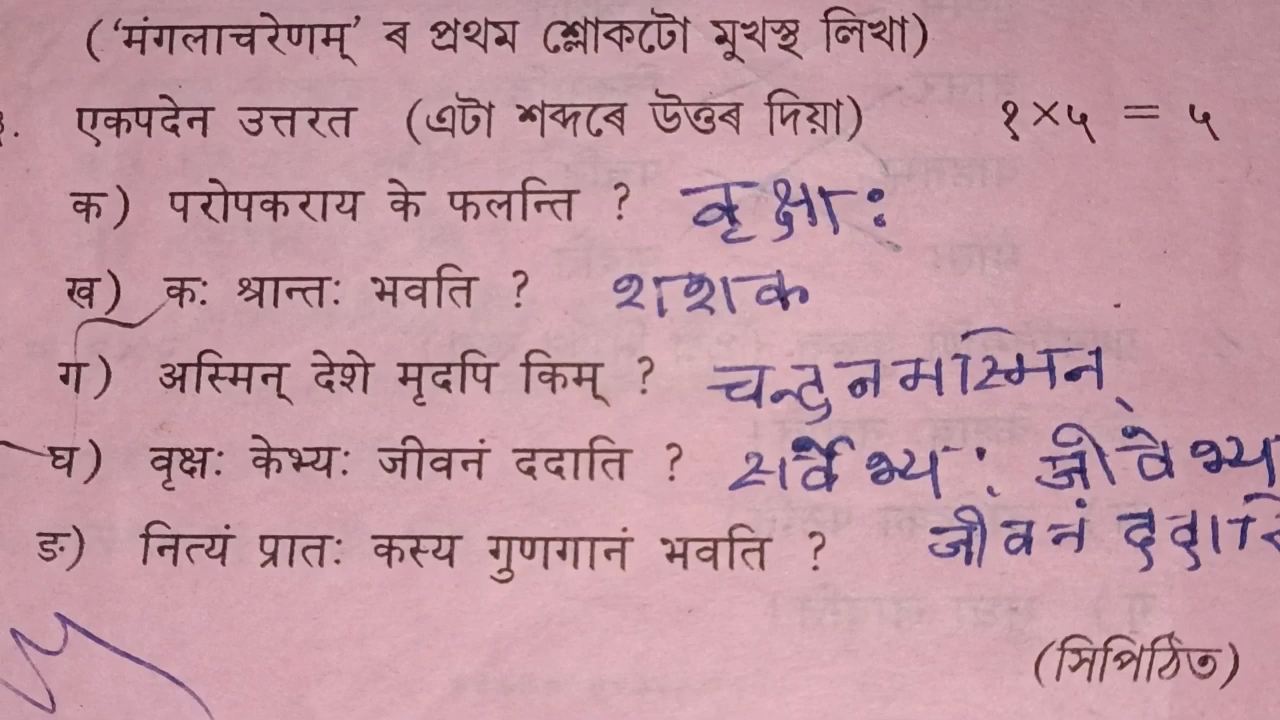 ('मंगलाचरेणम्' ৰ প্ৰথম শ্লোকটো মুখস্থ লিখা)
एकपदेन उत्तरत (এটা শব্দৰে উত্তৰ দিয়া) १×५ = ५
क) परोपकराय के फलन्ति ? वृक्षाः
ख) कः श्रान्तः भवति ? शशक
ग) अस्मिन् देशे मृदपि किम् ? चन्दुनमस्मिन्
घ) वृक्षः केभ्यः जीवनं ददाति ? सर्वेभ्यः जीवेभ्य
ङ) नित्यं प्रातः कस्य गुणगानं भवति ? जीवनं ददाति
(সিপিঠিত)